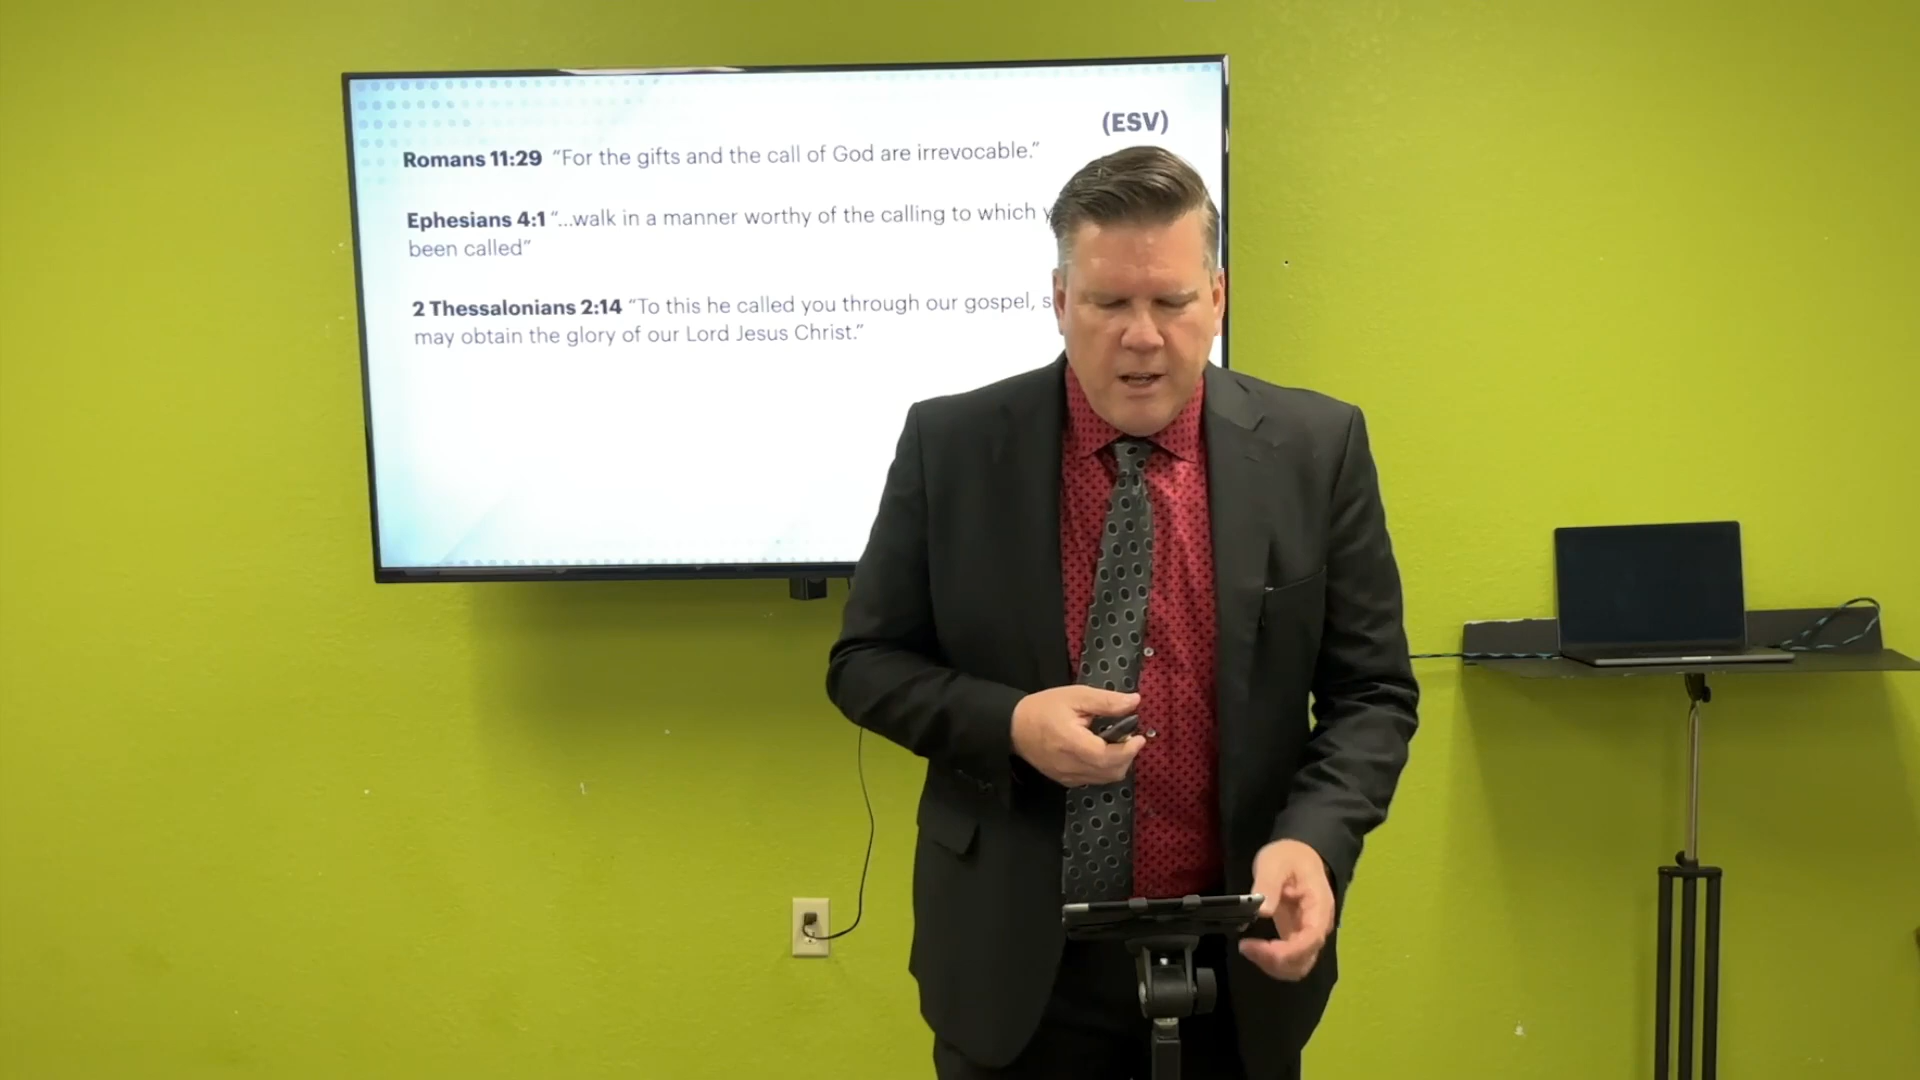 (ESV)
Romans 11:29 “For the gifts and the call of God are irrevocable.”
Ephesians 4:1 “...walk in a manner worthy of the calling to which
been called”
2 Thessalonians 2:14 “To this he called you through our gospel,
may obtain the glory of our Lord Jesus Christ.”